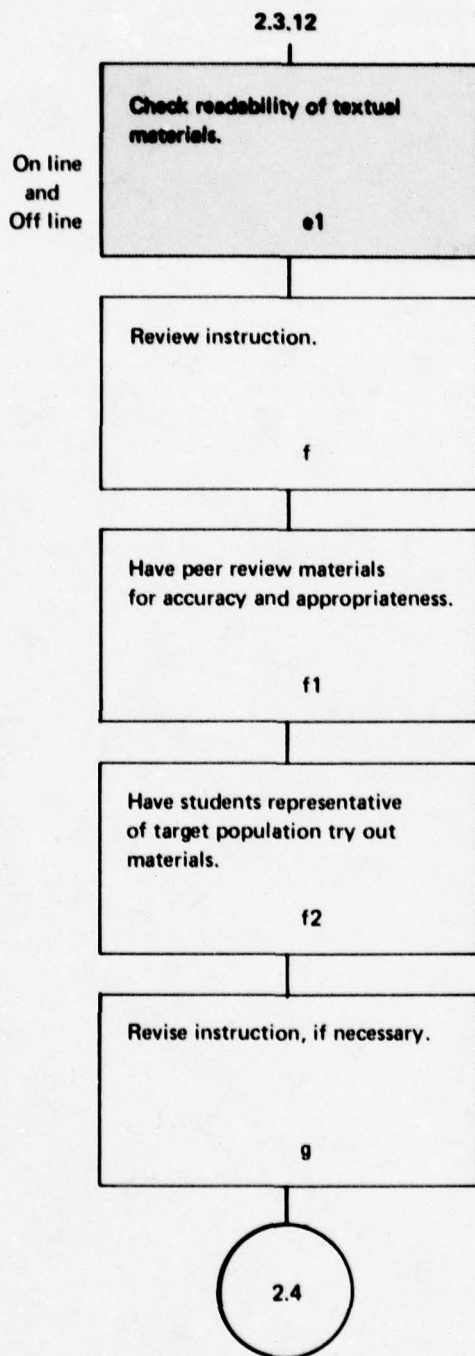 2.3.12
Check readability of textual
materials.
On line
and
Off line
e1
Review instruction.
f
Have peer review materials
for accuracy and appropriateness.
f1
Have students representative
of target population try out
materials.
f2
Revise instruction, if necessary.
g
2.4